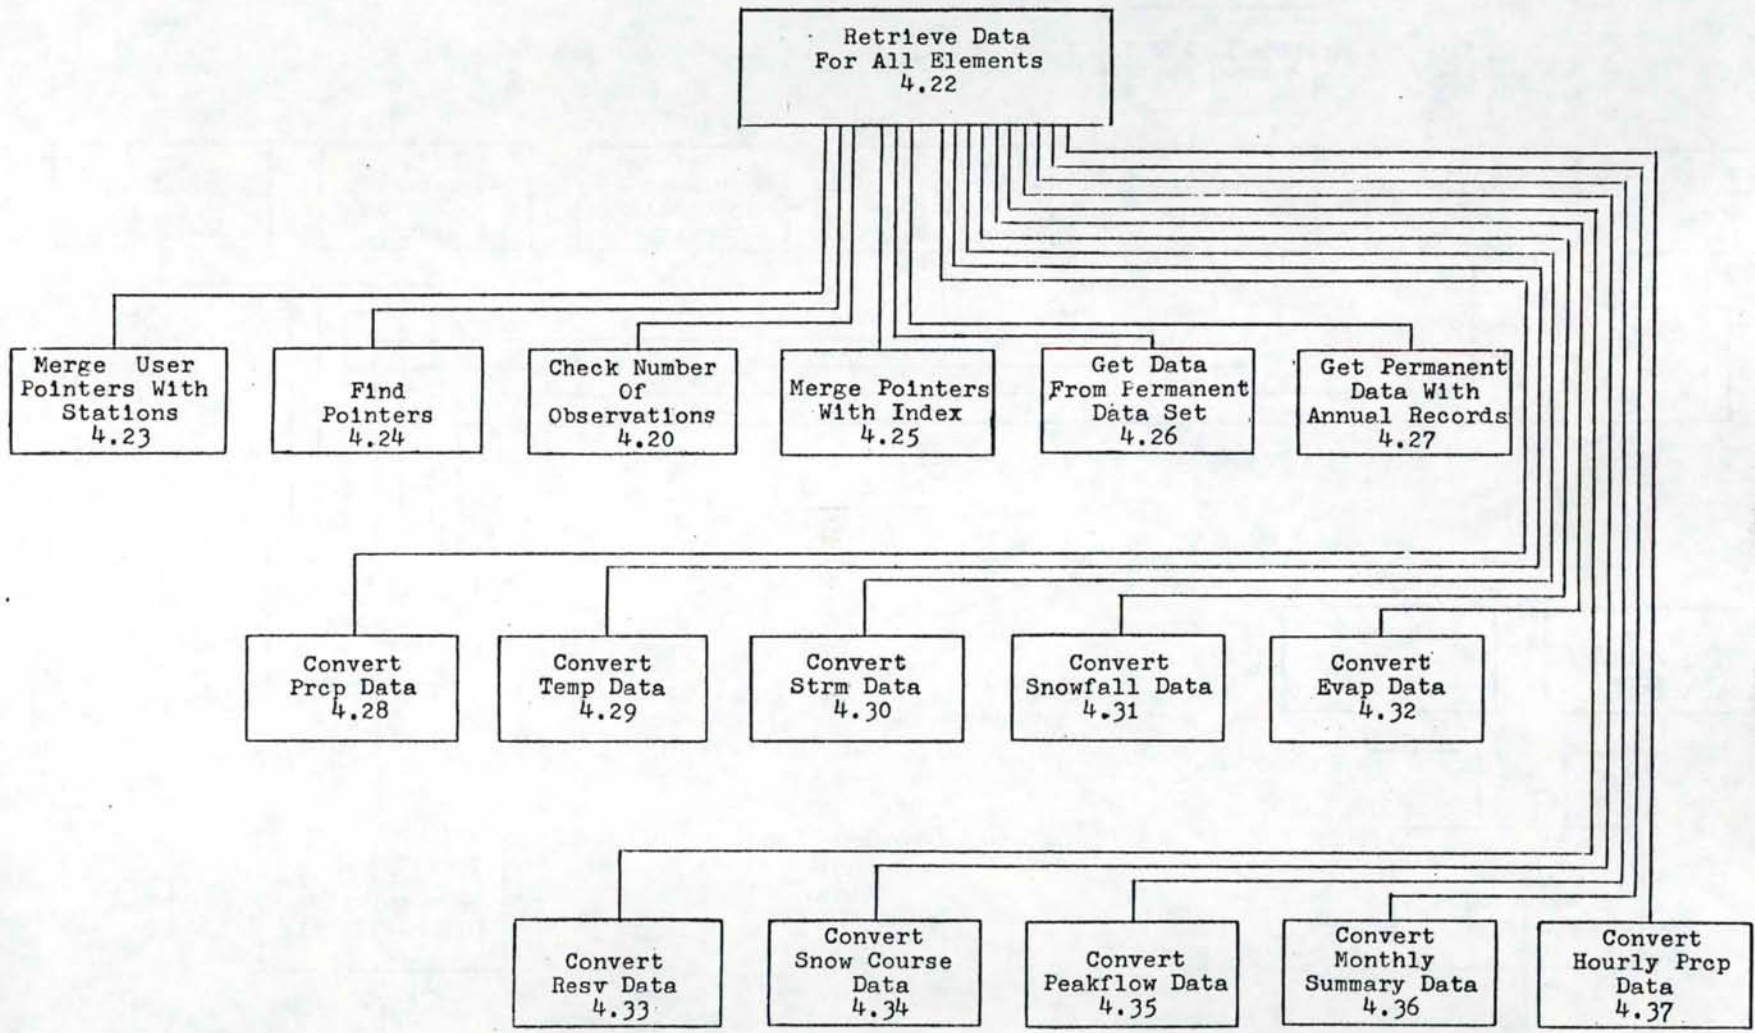 Retrieve Data
For All Elements
4.22
Merge User
Pointers With
Stations
4.23
Find
Pointers
4.24
Check Number
Of
Observations
4.20
Merge Pointers
With Index
4.25
Get Data
From Permanent
Data Set
4.26
Get Permanent
Data With
Annual Records
4.27
Convert
Prcp Data
4.28
Convert
Temp Data
4.29
Convert
Strm Data
4.30
Convert
Snowfall Data
4.31
Convert
Evap Data
4.32
Convert
Resv Data
4.33
Convert
Snow Course
Data
4.34
Convert
Peakflow Data
4.35
Convert
Monthly
Summary Data
4.36
Convert
Hourly Prcp
Data
4.37